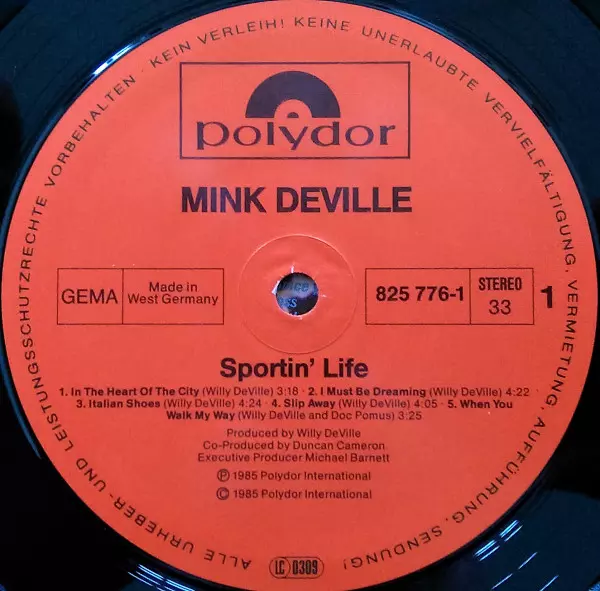 ALLE URHEBER- UND LEISTUNGSSCHUTZRECHTE VORBEHALTEN · KEIN VERLEIH! KEINE UNERLAUBTE VERVIELFÄLTIGUNG, VERMIETUNG, AUFFÜHRUNG, SENDUNG!
polydor
MINK DEVILLE
GEMA
Made in
West Germany
825 776-1
STEREO
33
1
Sportin' Life
1. In The Heart Of The City (Willy DeVille) 3:18 · 2. I Must Be Dreaming (Willy DeVille) 4:22
3. Italian Shoes (Willy DeVille) 4:24 · 4. Slip Away (Willy DeVille) 4:05 · 5. When You
Walk My Way (Willy DeVille and Doc Pomus) 3:25
Produced by Willy DeVille
Co-Produced by Duncan Cameron
Executive Producer Michael Barnett
Ⓟ 1985 Polydor International
© 1985 Polydor International
LC 0309